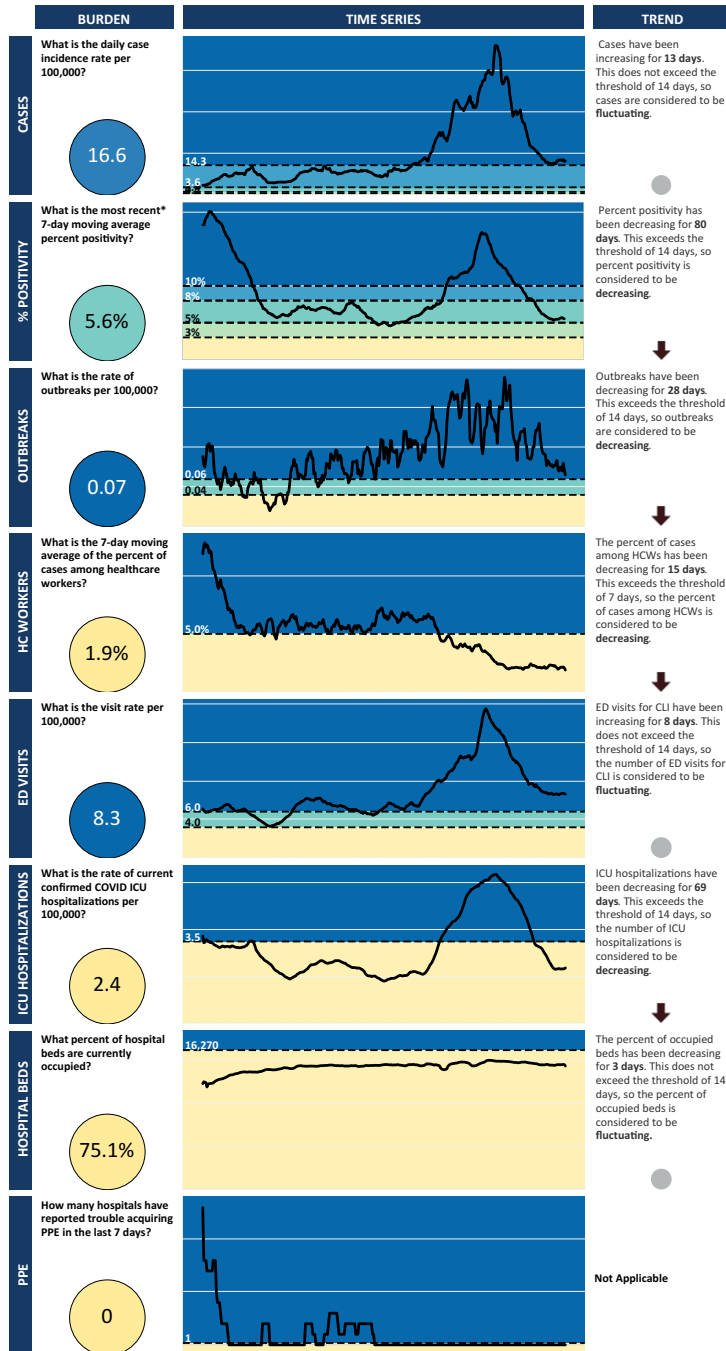 BURDEN
TIME SERIES
TREND
CASES
What is the daily case
incidence rate per
100,000?
16.6
14.3
3.6
Cases have been
increasing for 13 days.
This does not exceed the
threshold of 14 days, so
cases are considered to be
fluctuating.
% POSITIVITY
What is the most recent*
7-day moving average
percent positivity?
5.6%
10%
8%
5%
3%
Percent positivity has
been decreasing for 80
days. This exceeds the
threshold of 14 days, so
percent positivity is
considered to be
decreasing.
OUTBREAKS
What is the rate of
outbreaks per 100,000?
0.07
0.06
0.04
Outbreaks have been
decreasing for 28 days.
This exceeds the threshold
of 14 days, so outbreaks
are considered to be
decreasing.
HC WORKERS
What is the 7-day moving
average of the percent of
cases among healthcare
workers?
1.9%
5.0%
The percent of cases
among HCWs has been
decreasing for 15 days.
This exceeds the threshold
of 7 days, so the percent
of cases among HCWs is
considered to be
decreasing.
ED VISITS
What is the visit rate per
100,000?
8.3
6.0
4.0
ED visits for CLI have been
increasing for 8 days. This
does not exceed the
threshold of 14 days, so
the number of ED visits for
CLI is considered to be
fluctuating.
ICU HOSPITALIZATIONS
What is the rate of current
confirmed COVID ICU
hospitalizations per
100,000?
2.4
3.5
ICU hospitalizations have
been decreasing for 69
days. This exceeds the
threshold of 14 days, so
the number of ICU
hospitalizations is
considered to be
decreasing.
HOSPITAL BEDS
What percent of hospital
beds are currently
occupied?
75.1%
16,270
The percent of occupied
beds has been decreasing
for 3 days. This does not
exceed the threshold of 14
days, so the percent of
occupied beds is
considered to be
fluctuating.
PPE
How many hospitals have
reported trouble acquiring
PPE in the last 7 days?
0
1
Not Applicable